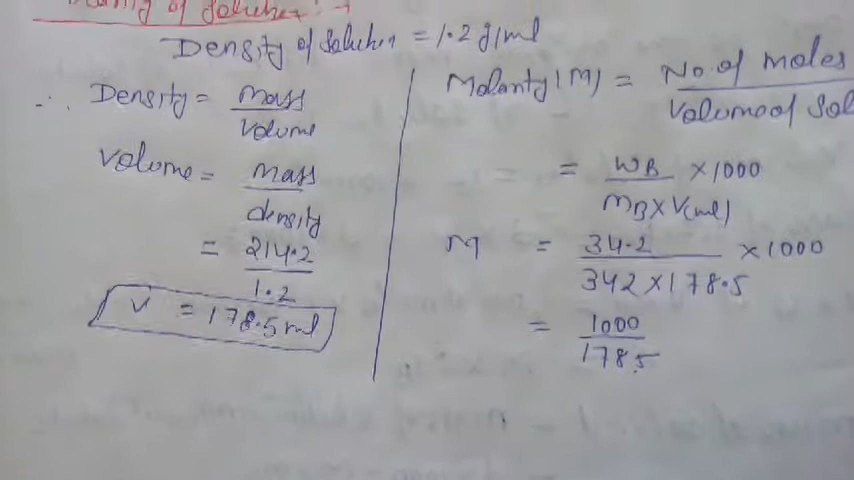 of solution :-
Density of solution = 1.2 g/ml
∴ Density = mass
volume
Volume = mass
density
= 214.2
1.2
V = 178.5 ml
Molarity (M) = No of moles
Volume of Sol
= WB × 1000
MB × V(ml)
M = 34.2 × 1000
342 × 178.5
= 1000
1785